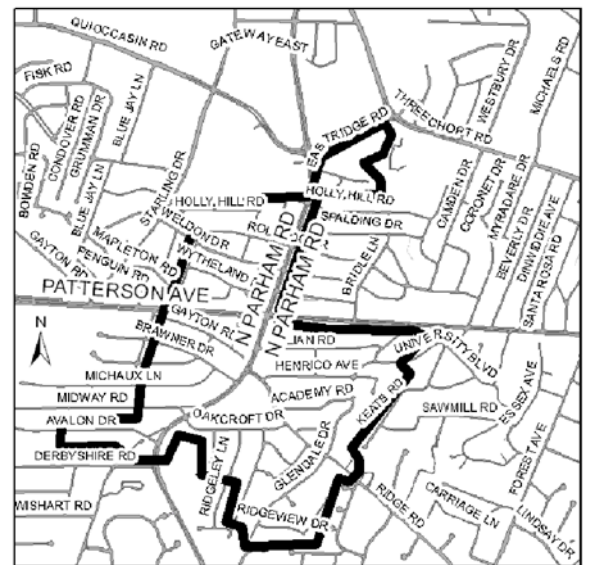 QUIOCCASIN RD
GATEWAY EAST
FISK RD
CONDOVER RD
GRUMMAN DR
BLUE JAY LN
BOWDEN RD
BLUE JAY LN
STARLING DR
EASTRIDGE RD
THREECHOPT RD
WESTBURY DR
MICHAELS RD
HOLLY HILL RD
HOLLY, HILL RD
WELDON DR
SPALDING DR
CAMDEN DR
CORONET DR
MYRADARE DR
BEVERLY DR
DINWIDDIE AVE
SANTA ROSA RD
GAYTON RD
MAPLETON RD
PENGUIN RD
WYTHELAND
N PARHAM RD
N PARHAM RD
BRIDLE LN
PATTERSON AVE
N
GAYTON RD
BRAWNER DR
LIAN RD
UNIVERSITY BLVD
HENRICO AVE
MICHAUX LN
MIDWAY RD
ACADEMY RD
KEATS RD
ESSEX AVE
AVALON DR
OAKCROFT DR
SAWMILL RD
DERBYSHIRE RD
RIDGELEY LN
GLENDALE DR
FOREST AVE
WISHART RD
RIDGEVIEW DR
RIDGE RD
CARRIAGE LN
LINDSAY DR